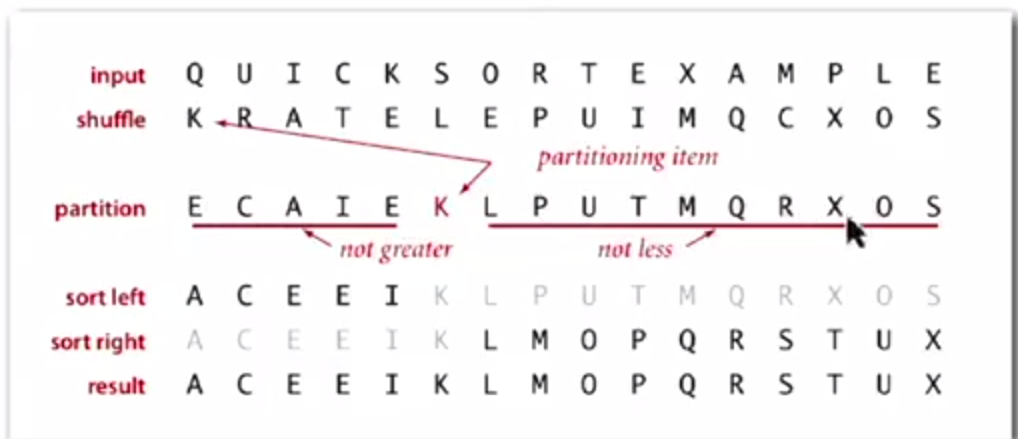 input Q U I C K S O R T E X A M P L E
shuffle K R A T E L E P U I M Q C X O S
partitioning item
partition E C A I E K L P U T M Q R X O S
not greater not less
sort left A C E E I K L P U T M Q R X O S
sort right A C E E I K L M O P Q R S T U X
result A C E E I K L M O P Q R S T U X